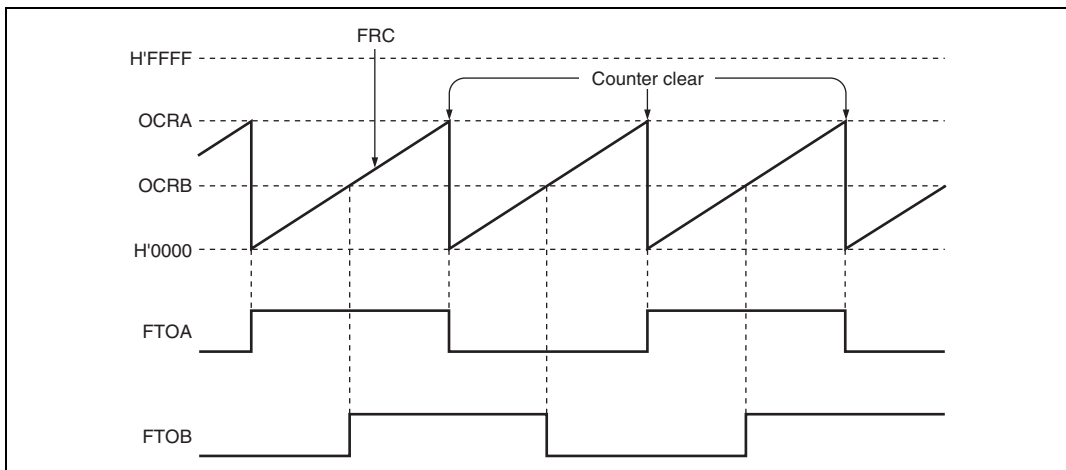 FRC
H'FFFF
Counter clear
OCRA
OCRB
H'0000
FTOA
FTOB